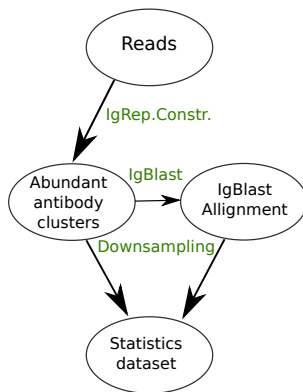 Reads
IgRep.Constr.
Abundant
antibody
clusters
IgBlast
IgBlast
Allignment
Downsampling
Statistics
dataset